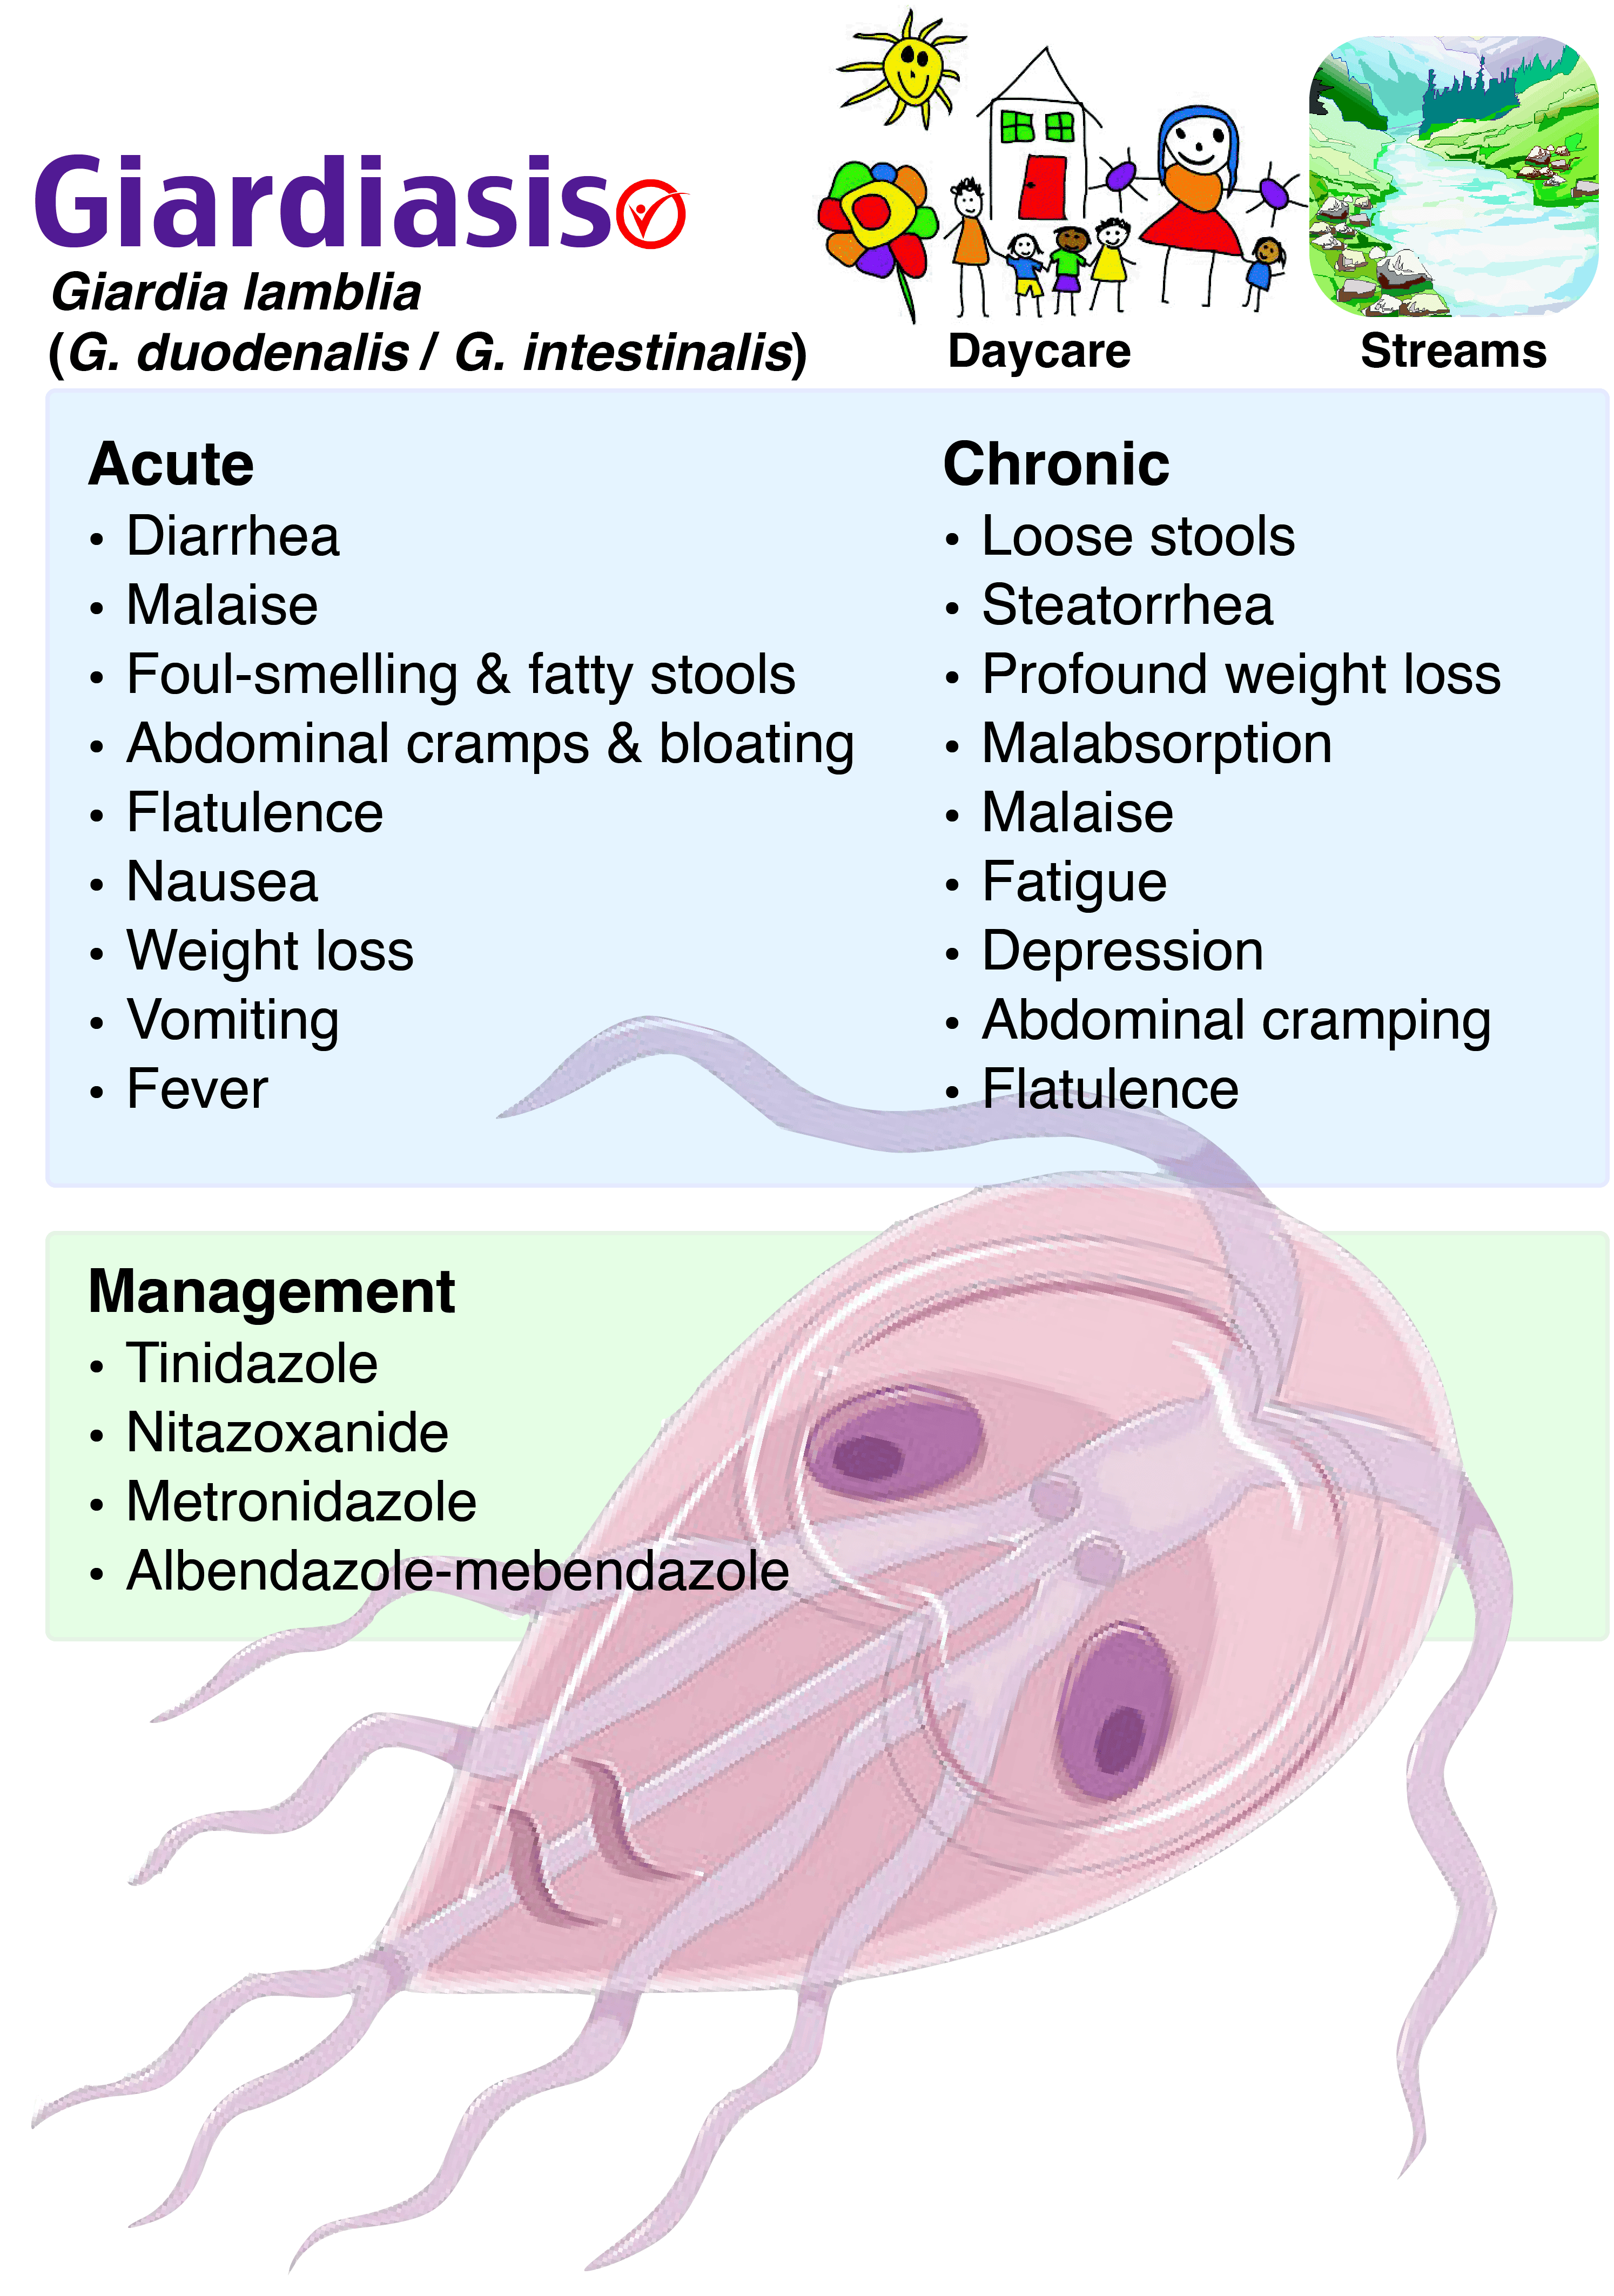 Giardiasis
Giardia lamblia
(G. duodenalis / G. intestinalis)
Daycare
Streams
Acute
• Diarrhea
• Malaise
• Foul-smelling & fatty stools
• Abdominal cramps & bloating
• Flatulence
• Nausea
• Weight loss
• Vomiting
• Fever
Chronic
• Loose stools
• Steatorrhea
• Profound weight loss
• Malabsorption
• Malaise
• Fatigue
• Depression
• Abdominal cramping
• Flatulence
Management
• Tinidazole
• Nitazoxanide
• Metronidazole
• Albendazole-mebendazole